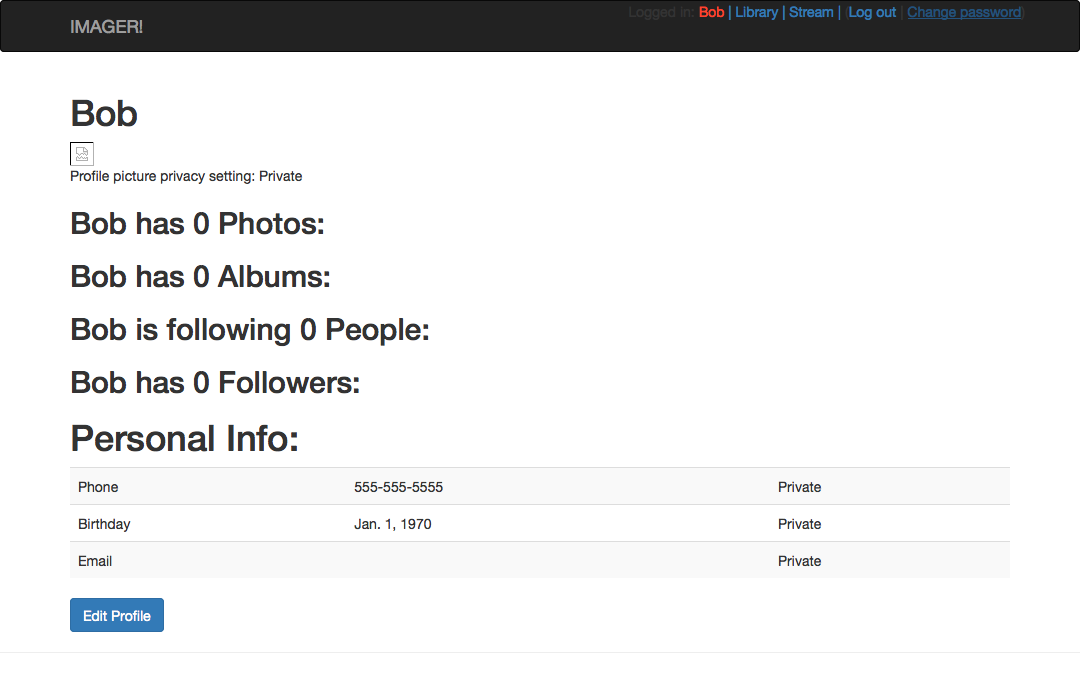 IMAGER!
Logged in: Bob | Library | Stream | (Log out | Change password)
Bob
Profile picture privacy setting: Private
Bob has 0 Photos:
Bob has 0 Albums:
Bob is following 0 People:
Bob has 0 Followers:
Personal Info:
Phone 555-555-5555 Private
Birthday Jan. 1, 1970 Private
Email Private
Edit Profile